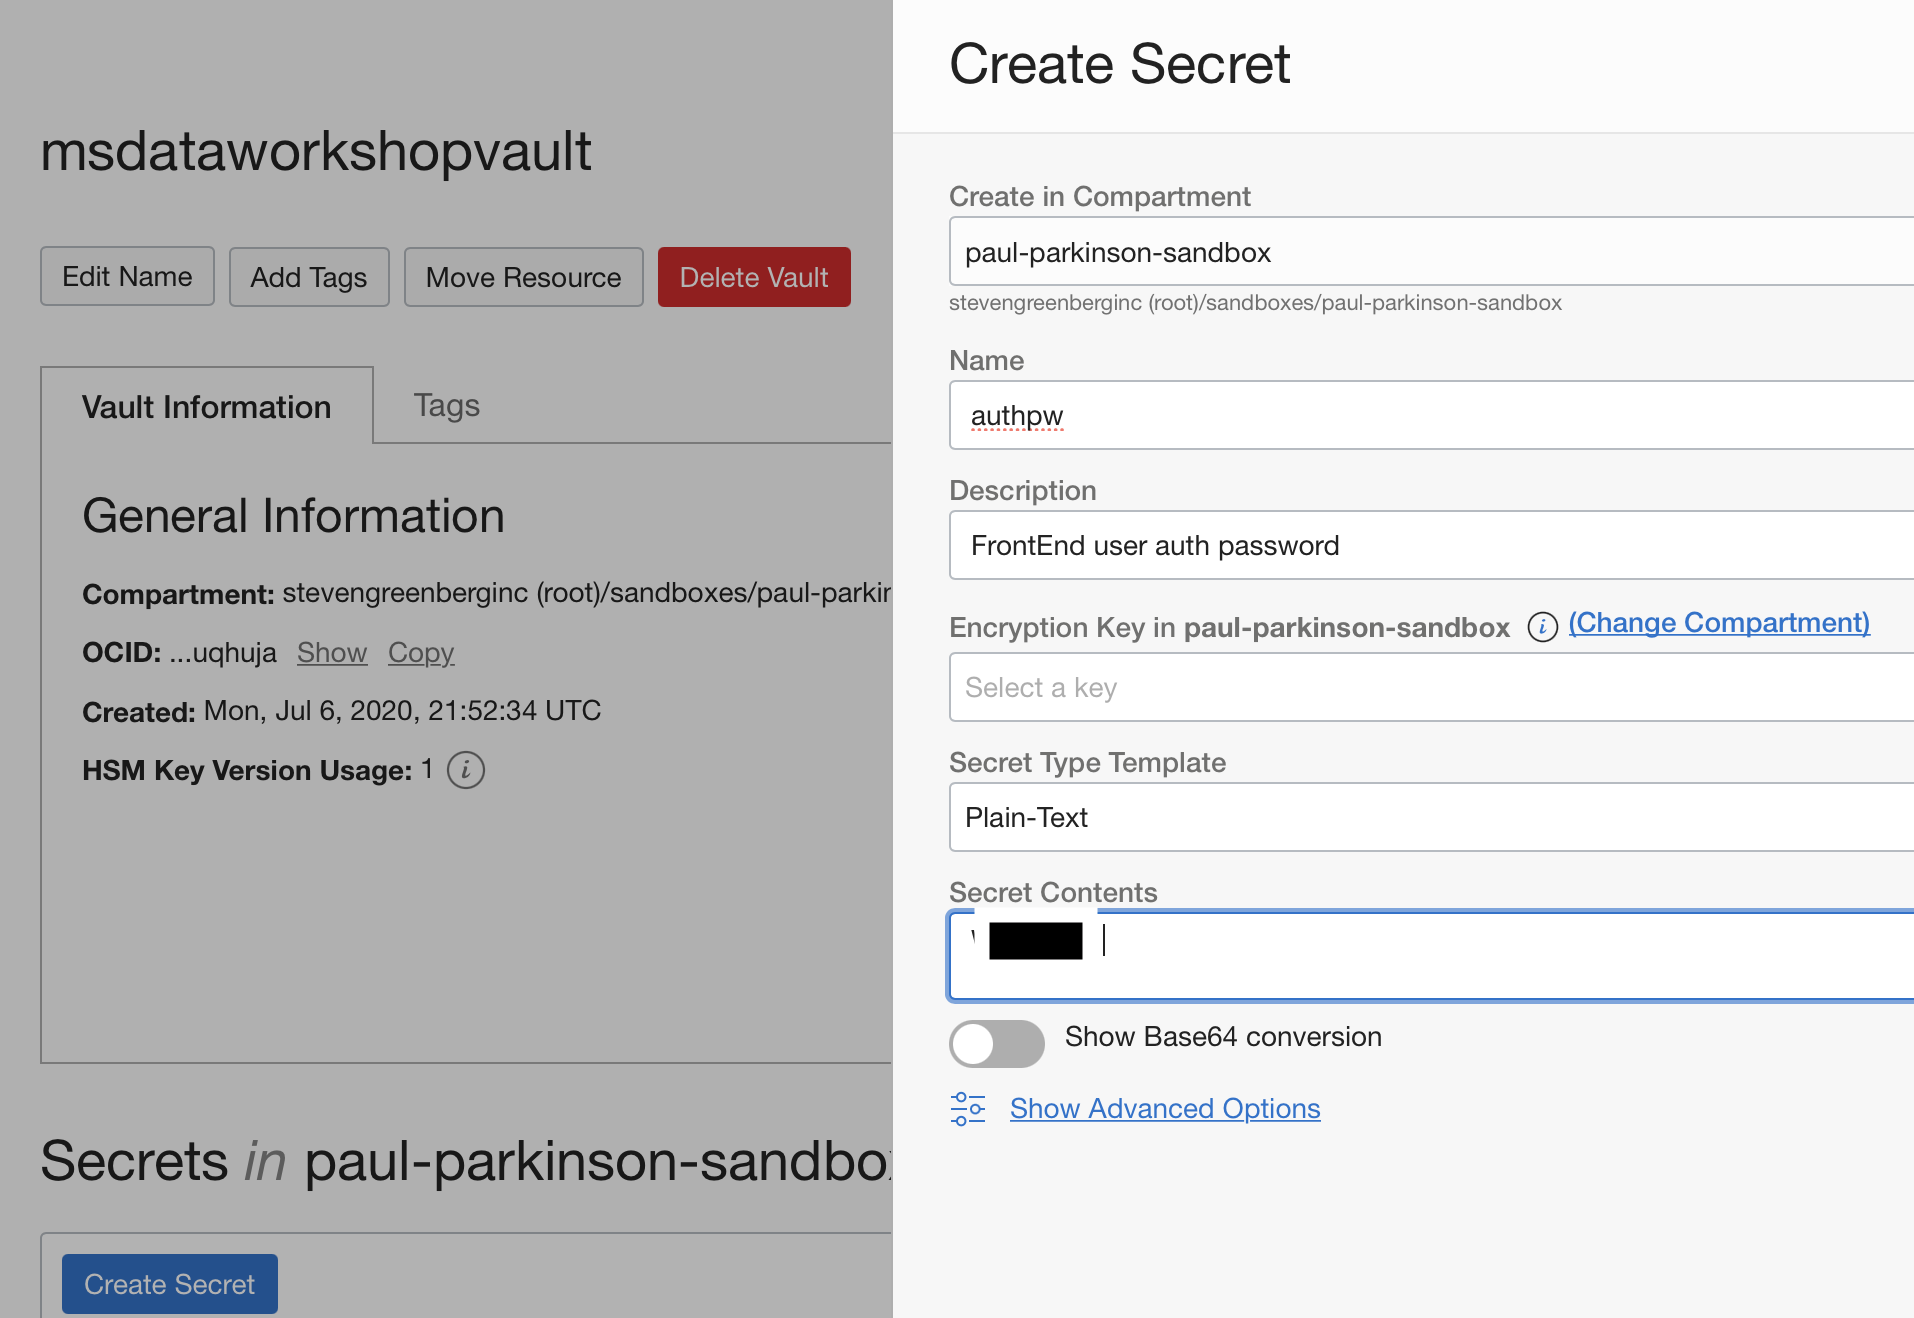 msdataworkshopvault
Edit Name Add Tags Move Resource Delete Vault
Vault Information Tags
General Information
Compartment: stevengreenberginc (root)/sandboxes/paul-parkin
OCID: ...uqhuja Show Copy
Created: Mon, Jul 6, 2020, 21:52:34 UTC
HSM Key Version Usage: 1 i
Secrets in paul-parkinson-sandbox
Create Secret
Create Secret
Create in Compartment
paul-parkinson-sandbox
stevengreenberginc (root)/sandboxes/paul-parkinson-sandbox
Name
authpw
Description
FrontEnd user auth password
Encryption Key in paul-parkinson-sandbox i (Change Compartment)
Select a key
Secret Type Template
Plain-Text
Secret Contents
Show Base64 conversion
Show Advanced Options